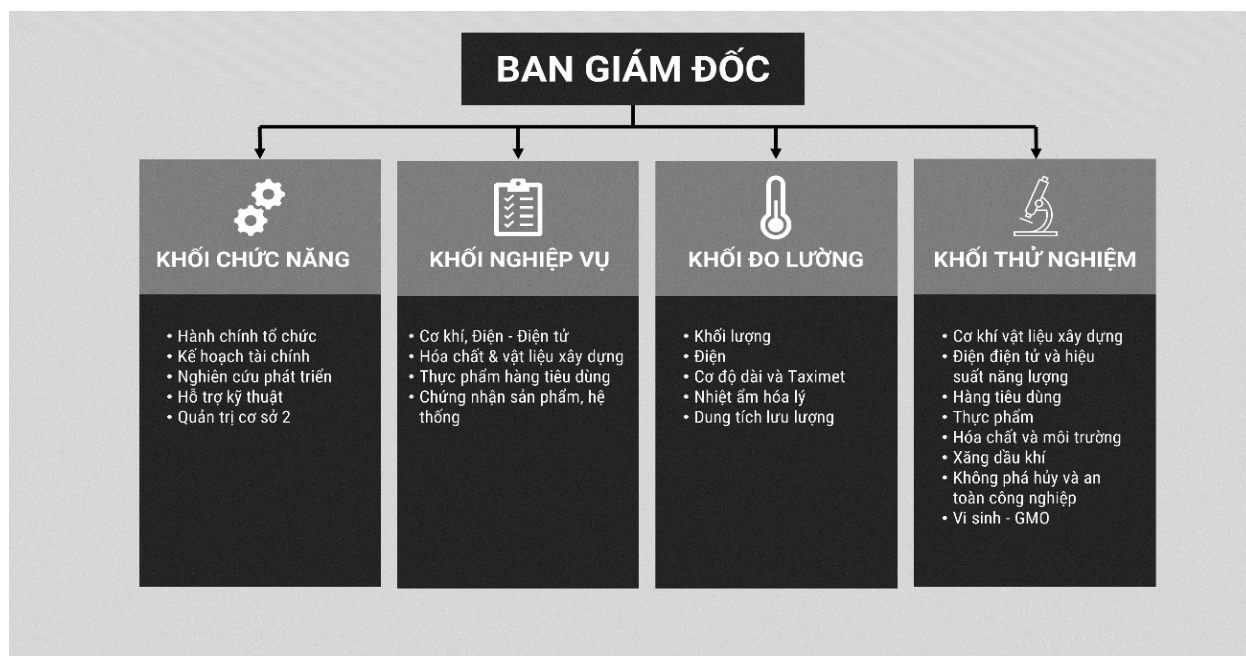 BAN GIÁM ĐỐC
KHỐI CHỨC NĂNG
• Hành chính tổ chức
• Kế hoạch tài chính
• Nghiên cứu phát triển
• Hỗ trợ kỹ thuật
• Quản trị cơ sở 2
KHỐI NGHIỆP VỤ
• Cơ khí, Điện - Điện tử
• Hóa chất & vật liệu xây dựng
• Thực phẩm hàng tiêu dùng
• Chứng nhận sản phẩm, hệ
thống
KHỐI ĐO LƯỜNG
• Khối lượng
• Điện
• Cơ độ dài và Taximet
• Nhiệt ẩm hóa lý
• Dung tích lưu lượng
KHỐI THỬ NGHIỆM
• Cơ khí vật liệu xây dựng
• Điện điện tử và hiệu
suất năng lượng
• Hàng tiêu dùng
• Thực phẩm
• Hóa chất và môi trường
• Xăng dầu khí
• Không phá hủy và an
toàn công nghiệp
• Vi sinh - GMO